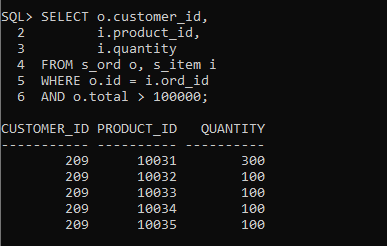 SQL> SELECT o.customer_id,
  2         i.product_id,
  3         i.quantity
  4  FROM s_ord o, s_item i
  5  WHERE o.id = i.ord_id
  6  AND o.total > 100000;
CUSTOMER_ID PRODUCT_ID   QUANTITY
----------- ---------- ----------
        209      10031        300
        209      10032        100
        209      10033        100
        209      10034        100
        209      10035        100